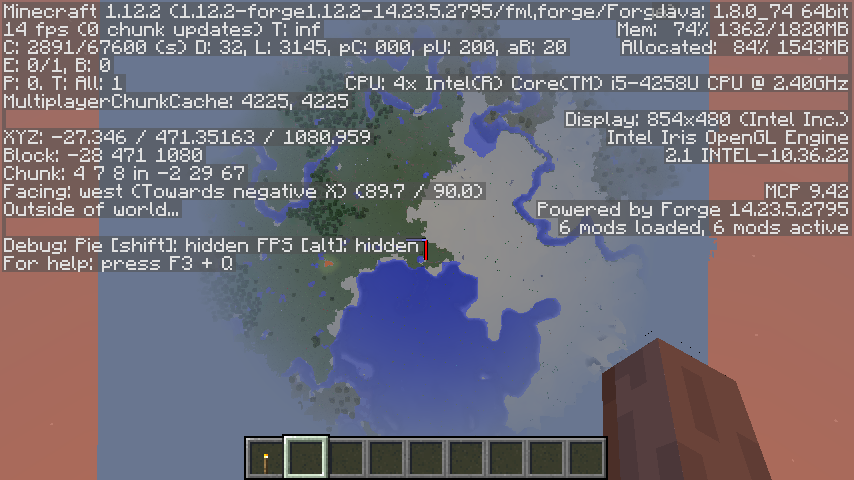 Minecraft 1.12.2 (1.12.2-forge1.12.2-14.23.5.2795/fml,forge/Forg
Java: 1.8.0_74 64bit
14 fps (0 chunk updates) T: inf
Mem: 74% 1362/1820MB
C: 2891/67600 (s) D: 32, L: 3145, pC: 000, pU: 200, aB: 20
Allocated: 84% 1543MB
E: 0/1, B: 0
P: 0. T: All: 1
CPU: 4x Intel(R) Core(TM) i5-4258U CPU @ 2.40GHz
MultiplayerChunkCache: 4225, 4225
Display: 854x480 (Intel Inc.)
XYZ: -27.346 / 471.35163 / 1080.959
Intel Iris OpenGL Engine
Block: -28 471 1080
2.1 INTEL-10.36.22
Chunk: 4 7 8 in -2 29 67
Facing: west (Towards negative X) (89.7 / 90.0)
MCP 9.42
Outside of world...
Powered by Forge 14.23.5.2795
6 mods loaded, 6 mods active
Debug: Pie [shift]: hidden FPS [alt]: hidden
For help: press F3 + Q